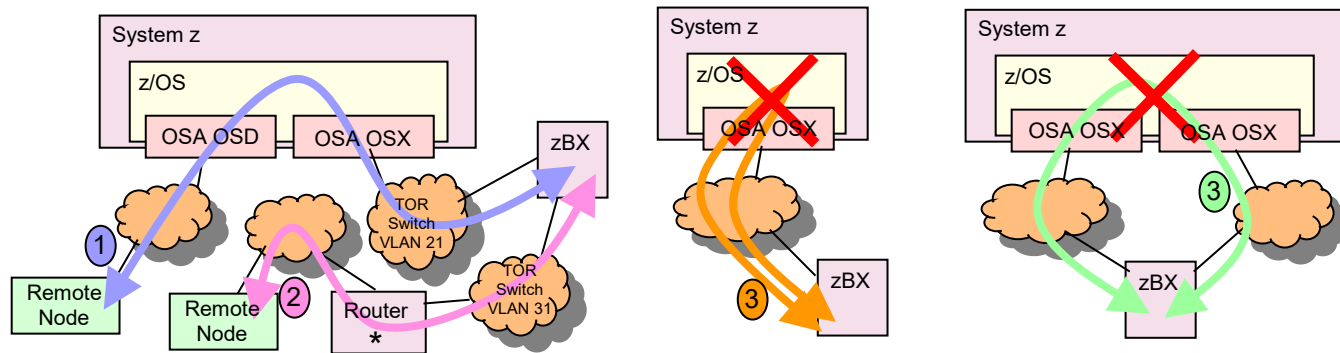 System z
z/OS
OSA OSD
OSA OSX
zBX
TOR
Switch
VLAN 21
1
Remote
Node
2
Remote
Node
Router
*
TOR
Switch
VLAN 31
System z
z/OS
OSA OSX
3
zBX
System z
z/OS
OSA OSX
OSA OSX
3
zBX